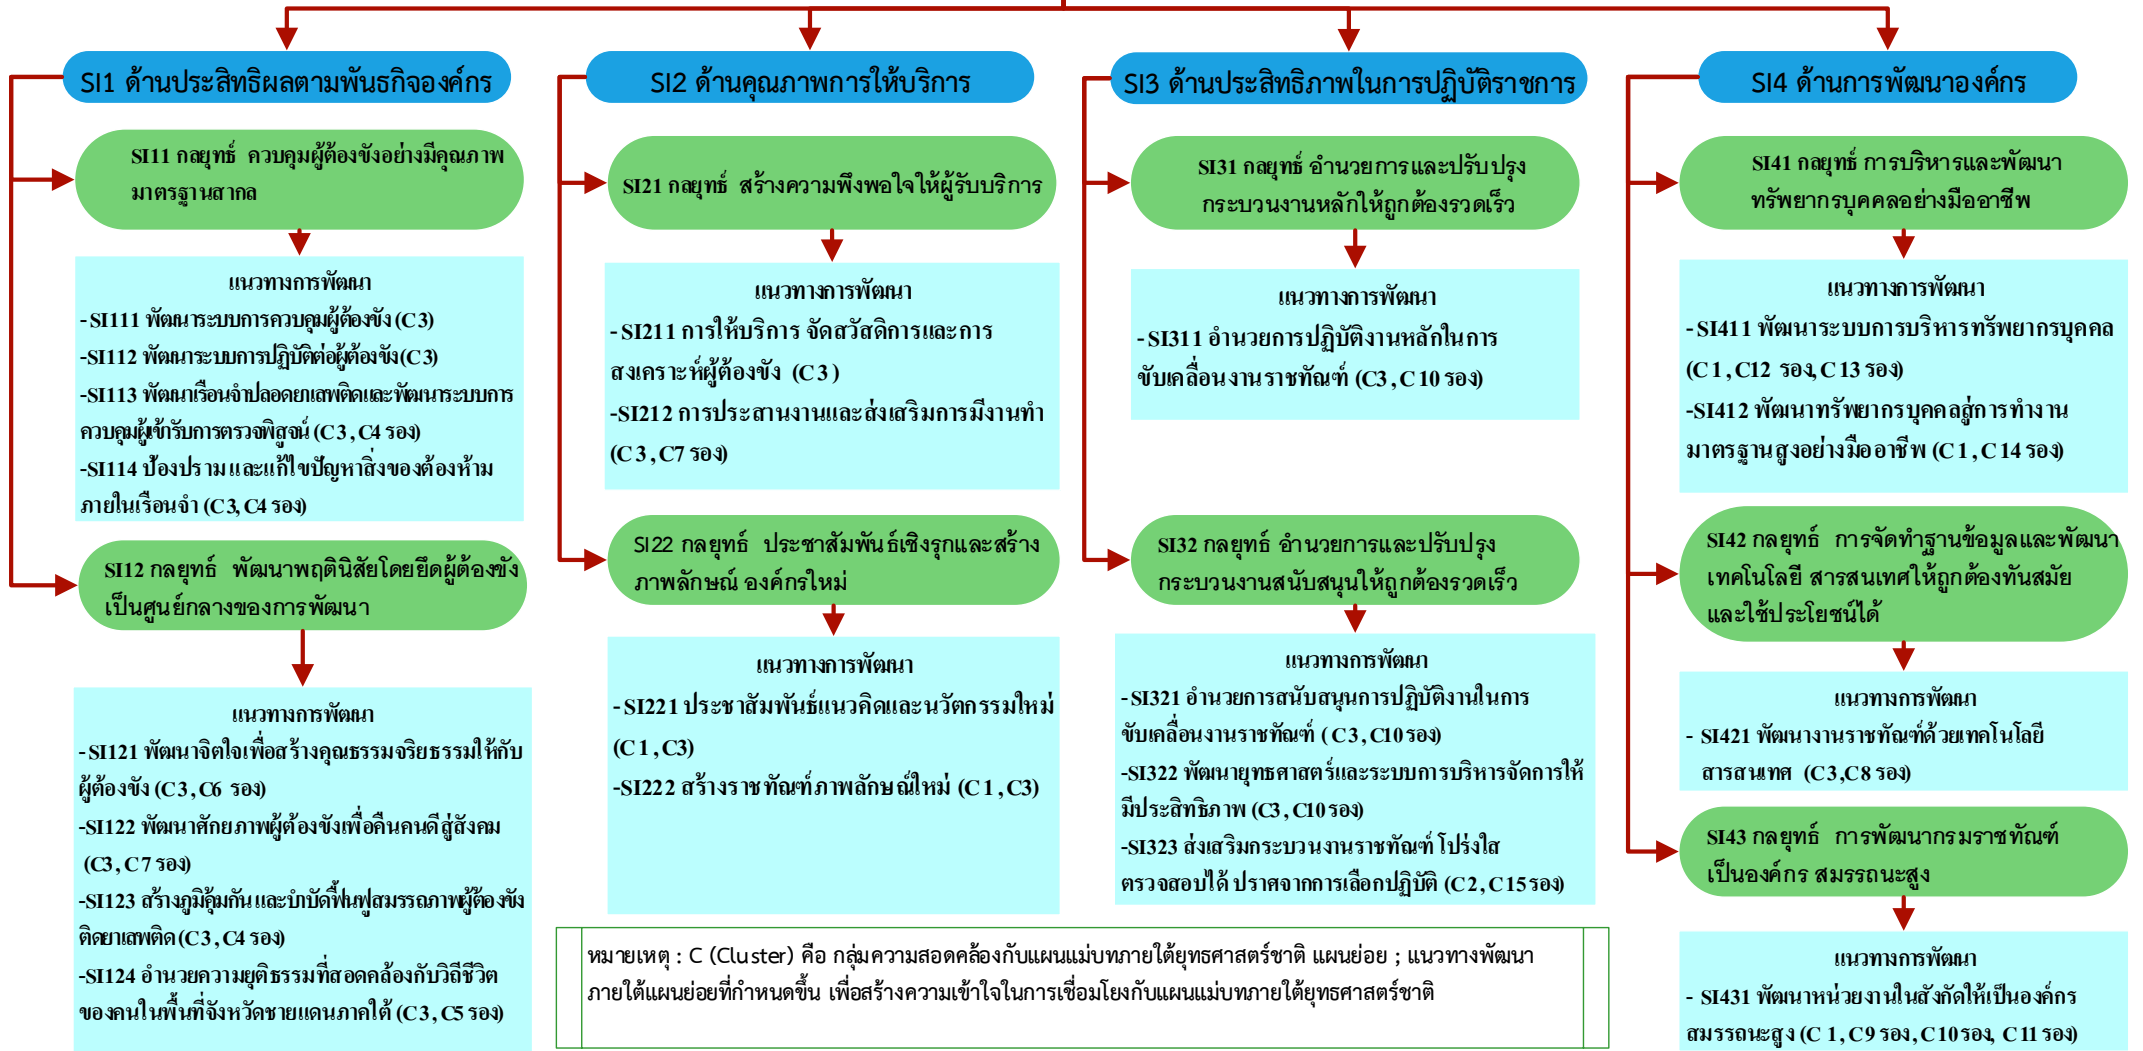 SI1 ด้านประสิทธิผลตามพันธกิจองค์กร
SI11 กลยุทธ์ ควบคุมผู้ต้องขังอย่างมีคุณภาพ
มาตรฐานสากล
แนวทางการพัฒนา
-SI111 พัฒนาระบบการควบคุมผู้ต้องขัง (C3)
-SI112 พัฒนาระบบการปฏิบัติต่อผู้ต้องขัง(C3)
-SI113 พัฒนาเรือนจำปลอดยาเสพติดและพัฒนาระบบการ
ควบคุมผู้เข้ารับการตรวจพิสูจน์ (C3, C4 รอง)
-SI114 ป้องปราม และแก้ไขปัญหาสิ่งของต้องห้าม
ภายในเรือนจำ (C3, C4 รอง)
SI12 กลยุทธ์ พัฒนาพฤตินิสัยโดยยึดผู้ต้องขัง
เป็นศูนย์กลางของการพัฒนา
แนวทางการพัฒนา
-SI121 พัฒนาจิตใจเพื่อสร้างคุณธรรมจริยธรรมให้กับ
ผู้ต้องขัง (C3, C6 รอง)
-SI122 พัฒนาศักยภาพผู้ต้องขังเพื่อคืนคนดีสู่สังคม
(C3, C7 รอง)
-SI123 สร้างภูมิคุ้มกัน และบำบัดฟื้นฟูสมรรถภาพผู้ต้องขัง
ติดยาเสพติด (C3, C4 รอง)
-SI124 อำนวยความยุติธรรมที่สอดคล้องกับวิถีชีวิต
ของคนในพื้นที่จังหวัดชายแดนภาคใต้ (C3, C5 รอง)
SI2 ด้านคุณภาพการให้บริการ
SI21 กลยุทธ์ สร้างความพึงพอใจให้ผู้รับบริการ
แนวทางการพัฒนา
-SI211 การให้บริการ จัดสวัสดิการและการ
สงเคราะห์ผู้ต้องขัง (C3)
-SI212 การประสานงานและส่งเสริมการมีงานทำ
(C3, C7 รอง)
SI22 กลยุทธ์ ประชาสัมพันธ์เชิงรุกและสร้าง
ภาพลักษณ์ องค์กรใหม่
แนวทางการพัฒนา
-SI221 ประชาสัมพันธ์แนวคิดและนวัตกรรมใหม่
(C1, C3)
-SI222 สร้างราชทัณฑ์ภาพลักษณ์ใหม่ (C1, C3)
SI3 ด้านประสิทธิภาพในการปฏิบัติราชการ
SI31 กลยุทธ์ อำนวยการและปรับปรุง
กระบวนงานหลักให้ถูกต้องรวดเร็ว
แนวทางการพัฒนา
-SI311 อำนวยการปฏิบัติงานหลักในการ
ขับเคลื่อนงานราชทัณฑ์ (C3, C10 รอง)
SI32 กลยุทธ์ อำนวยการและปรับปรุง
กระบวนงานสนับสนุนให้ถูกต้องรวดเร็ว
แนวทางการพัฒนา
-SI321 อำนวยการสนับสนุนการปฏิบัติงานในการ
ขับเคลื่อนงานราชทัณฑ์ (C3, C10 รอง)
-SI322 พัฒนายุทธศาสตร์และระบบการบริหารจัดการให้
มีประสิทธิภาพ (C3, C10 รอง)
-SI323 ส่งเสริมกระบวนงานราชทัณฑ์ โปร่งใส
ตรวจสอบได้ ปราศจากการเลือกปฏิบัติ (C2, C15 รอง)
SI4 ด้านการพัฒนาองค์กร
SI41 กลยุทธ์ การบริหารและพัฒนา
ทรัพยากรบุคคลอย่างมืออาชีพ
แนวทางการพัฒนา
-SI411 พัฒนาระบบการบริหารทรัพยากรบุคคล
(C1, C12 รอง, C13 รอง)
-SI412 พัฒนาทรัพยากรบุคคลสู่การทำงาน
มาตรฐานสูงอย่างมืออาชีพ (C1, C14 รอง)
SI42 กลยุทธ์ การจัดทำฐานข้อมูลและพัฒนา
เทคโนโลยี สารสนเทศให้ถูกต้องทันสมัย
และใช้ประโยชน์ได้
แนวทางการพัฒนา
- SI421 พัฒนางานราชทัณฑ์ด้วยเทคโนโลยี
สารสนเทศ (C3,C8 รอง)
SI43 กลยุทธ์ การพัฒนากรมราชทัณฑ์
เป็นองค์กร สมรรถนะสูง
แนวทางการพัฒนา
- SI431 พัฒนาหน่วยงานในสังกัดให้เป็นองค์กร
สมรรถนะสูง (C1, C9 รอง, C10 รอง, C11 รอง)
หมายเหตุ : C (Cluster) คือ กลุ่มความสอดคล้องกับแผนแม่บทภายใต้ยุทธศาสตร์ชาติ แผนย่อย ; แนวทางพัฒนา
ภายใต้แผนย่อยที่กำหนดขึ้น เพื่อสร้างความเข้าใจในการเชื่อมโยงกับแผนแม่บทภายใต้ยุทธศาสตร์ชาติ